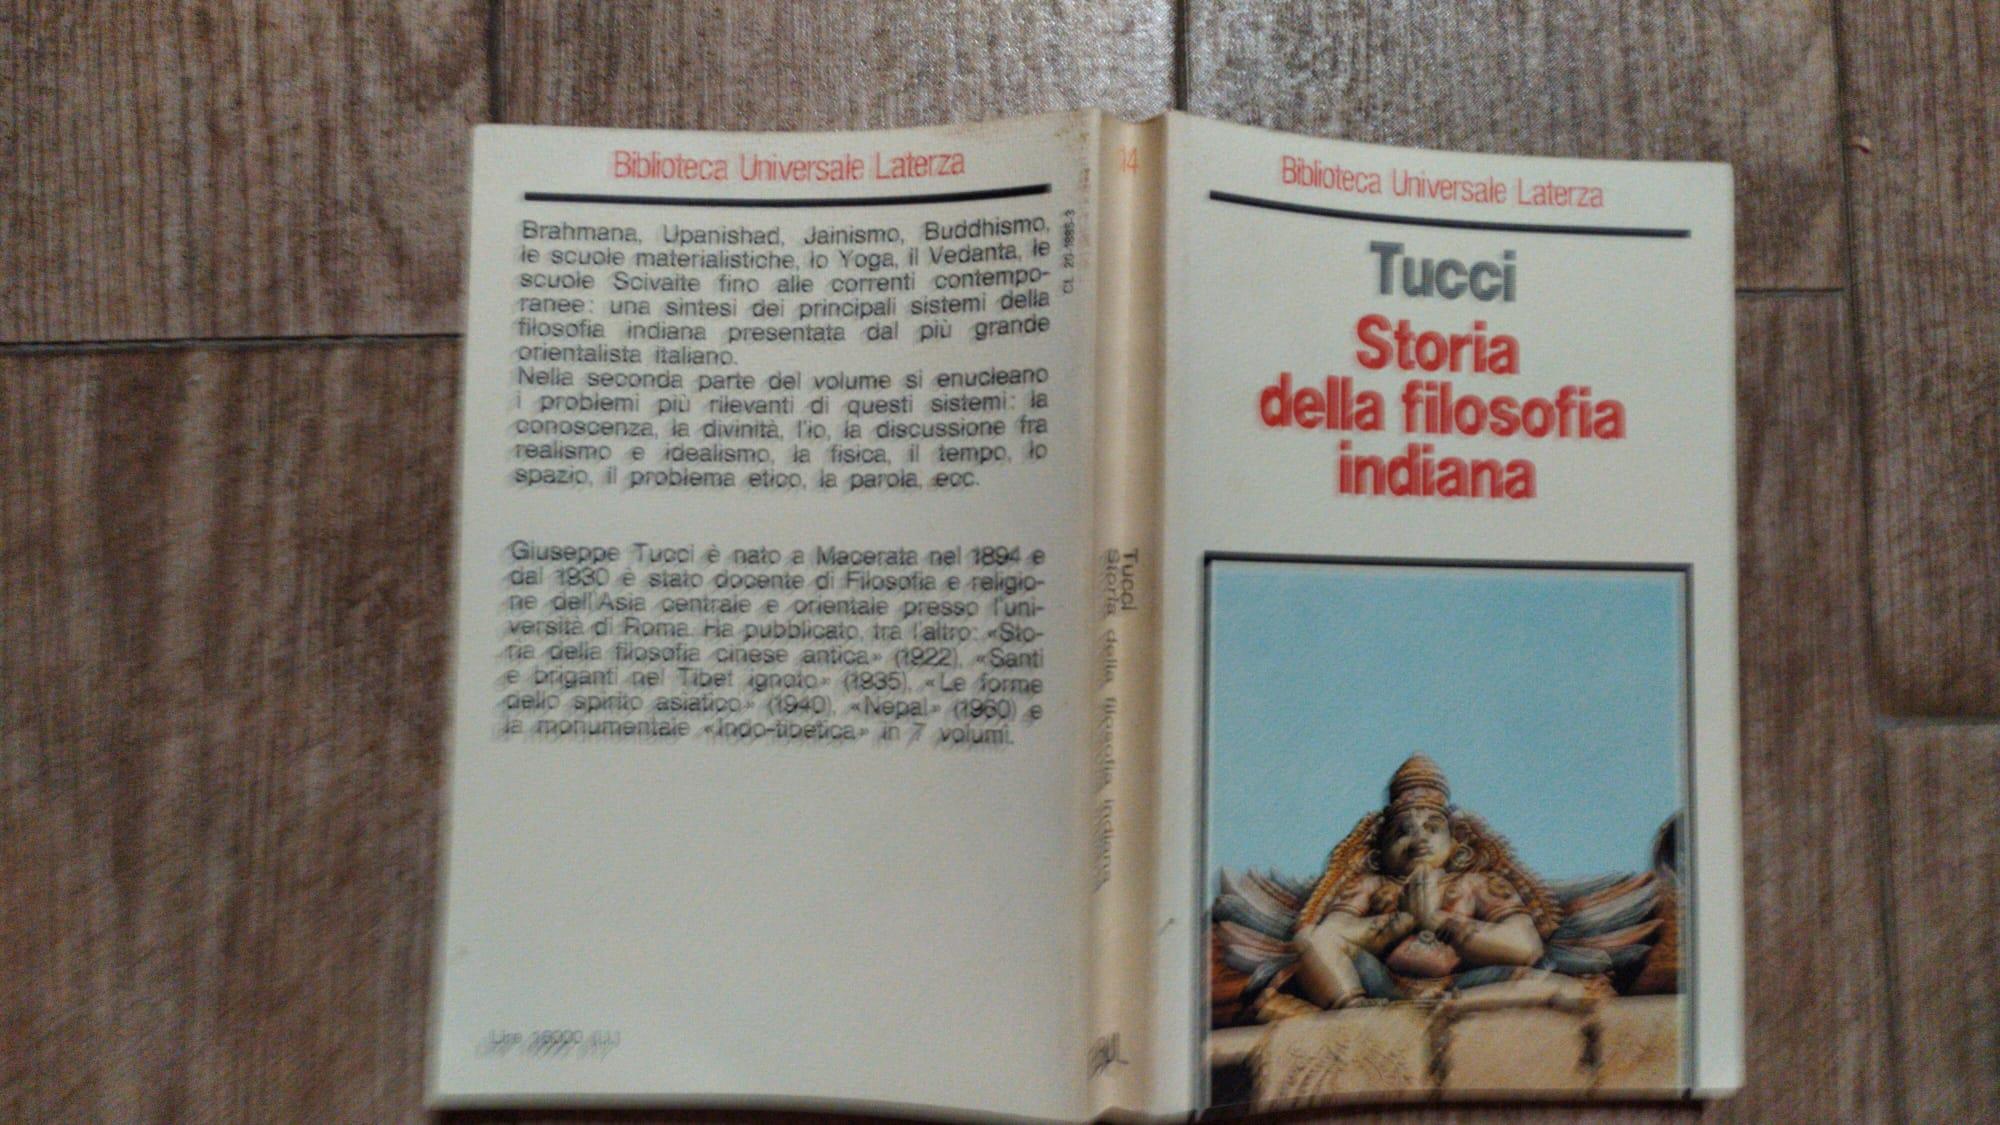 Biblioteca Universale Laterza
Brahmana, Upanishad, Jainismo, Buddhismo,
le scuole materialistiche, lo Yoga, il Vedanta, le
scuole Scivaite fino alle correnti contempo-
ranee: una sintesi dei principali sistemi della
filosofia indiana presentata dal più grande
orientalista italiano.
Nella seconda parte del volume si enucleano
i problemi più rilevanti di questi sistemi: la
conoscenza, la divinità, l'io, la discussione fra
realismo e idealismo, la fisica, il tempo, lo
spazio, il problema etico, la parola, ecc.
Giuseppe Tucci è nato a Macerata nel 1894 e
dal 1930 è stato docente di Filosofia e religio-
ne dell'Asia centrale e orientale presso l'uni-
versità di Roma. Ha pubblicato, tra l'altro: «Sto-
ria della filosofia cinese antica» (1922), «Santi
e briganti nel Tibet ignoto» (1935), «Le forme
dello spirito asiatico» (1940), «Nepal» (1960) e
la monumentale «Indo-tibetica» in 7 volumi.
Lire
CL 20-1885-3
Tucci
Storia della filosofia indiana
BUL
Biblioteca Universale Laterza
Tucci
Storia
della filosofia
indiana